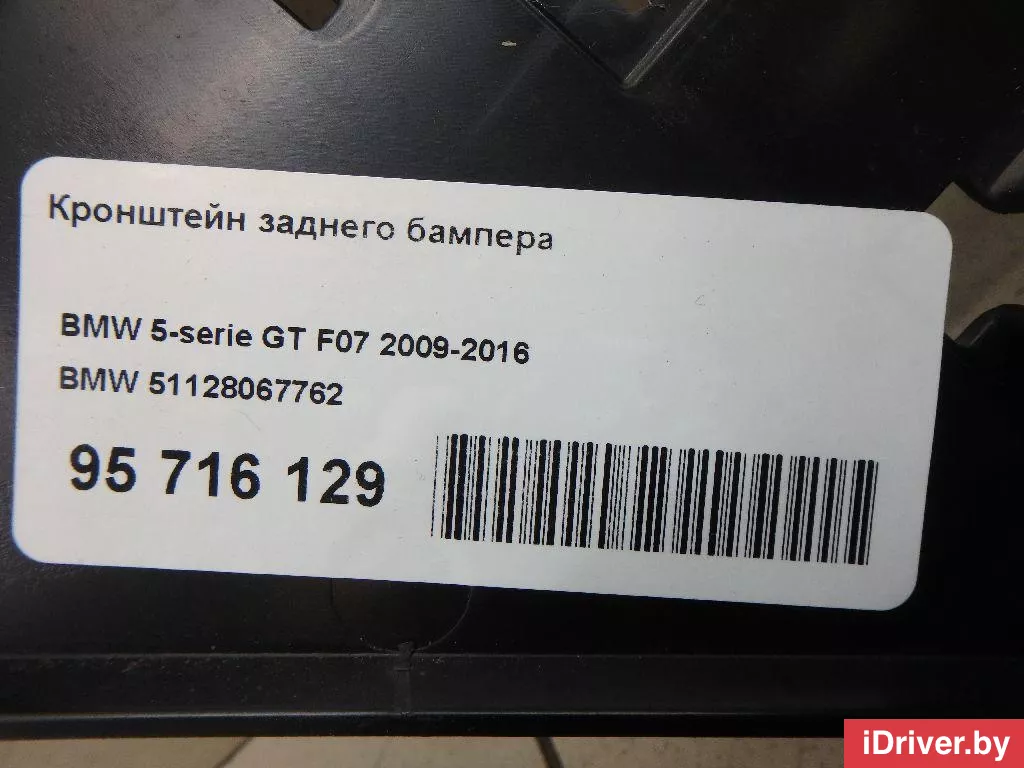 Кронштейн заднего бампера
BMW 5-serie GT F07 2009-2016
BMW 51128067762
95 716 129
iDriver.by